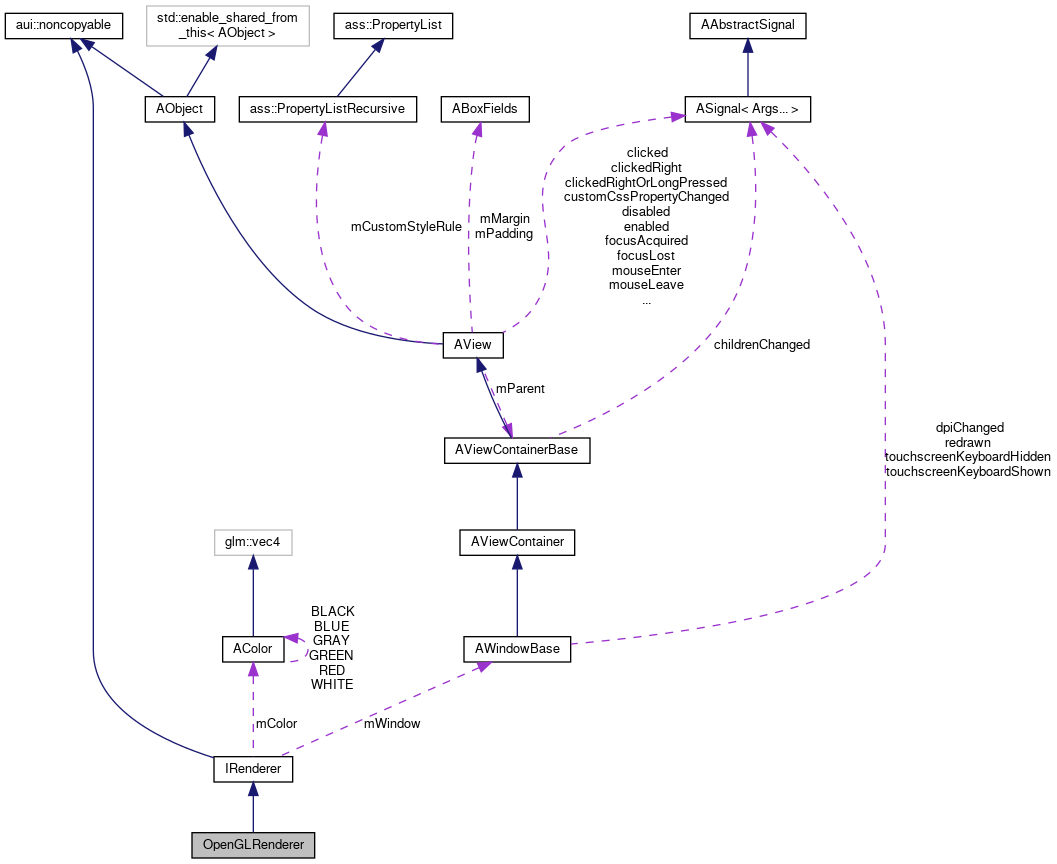 aui::noncopyable
std::enable_shared_from
_this< AObject >
ass::PropertyList
AAbstractSignal
AObject
ass::PropertyListRecursive
ABoxFields
ASignal< Args... >
clicked
clickedRight
clickedRightOrLongPressed
customCssPropertyChanged
disabled
enabled
focusAcquired
focusLost
mouseEnter
mouseLeave
...
mCustomStyleRule
mMargin
mPadding
AView
childrenChanged
mParent
dpiChanged
redrawn
touchscreenKeyboardHidden
touchscreenKeyboardShown
AViewContainerBase
glm::vec4
AViewContainer
BLACK
BLUE
GRAY
GREEN
RED
WHITE
AColor
AWindowBase
mColor
mWindow
IRenderer
OpenGLRenderer